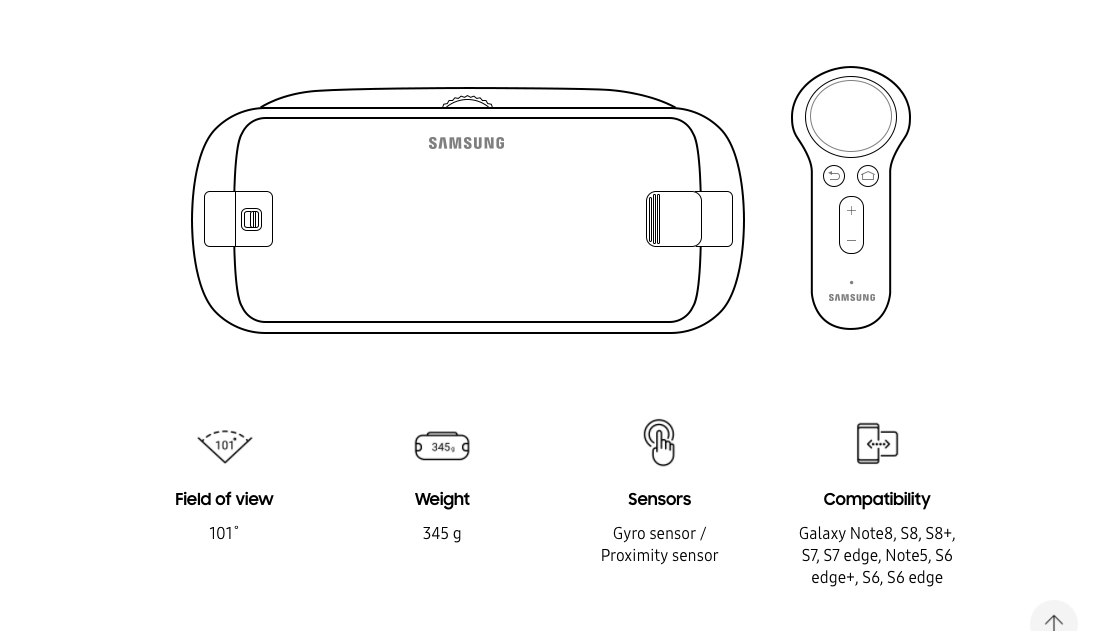 SAMSUNG
+
−
SAMSUNG
101°
345g
Field of view
Weight
Sensors
Compatibility
101˚
345 g
Gyro sensor /
Proximity sensor
Galaxy Note8, S8, S8+,
S7, S7 edge, Note5, S6
edge+, S6, S6 edge